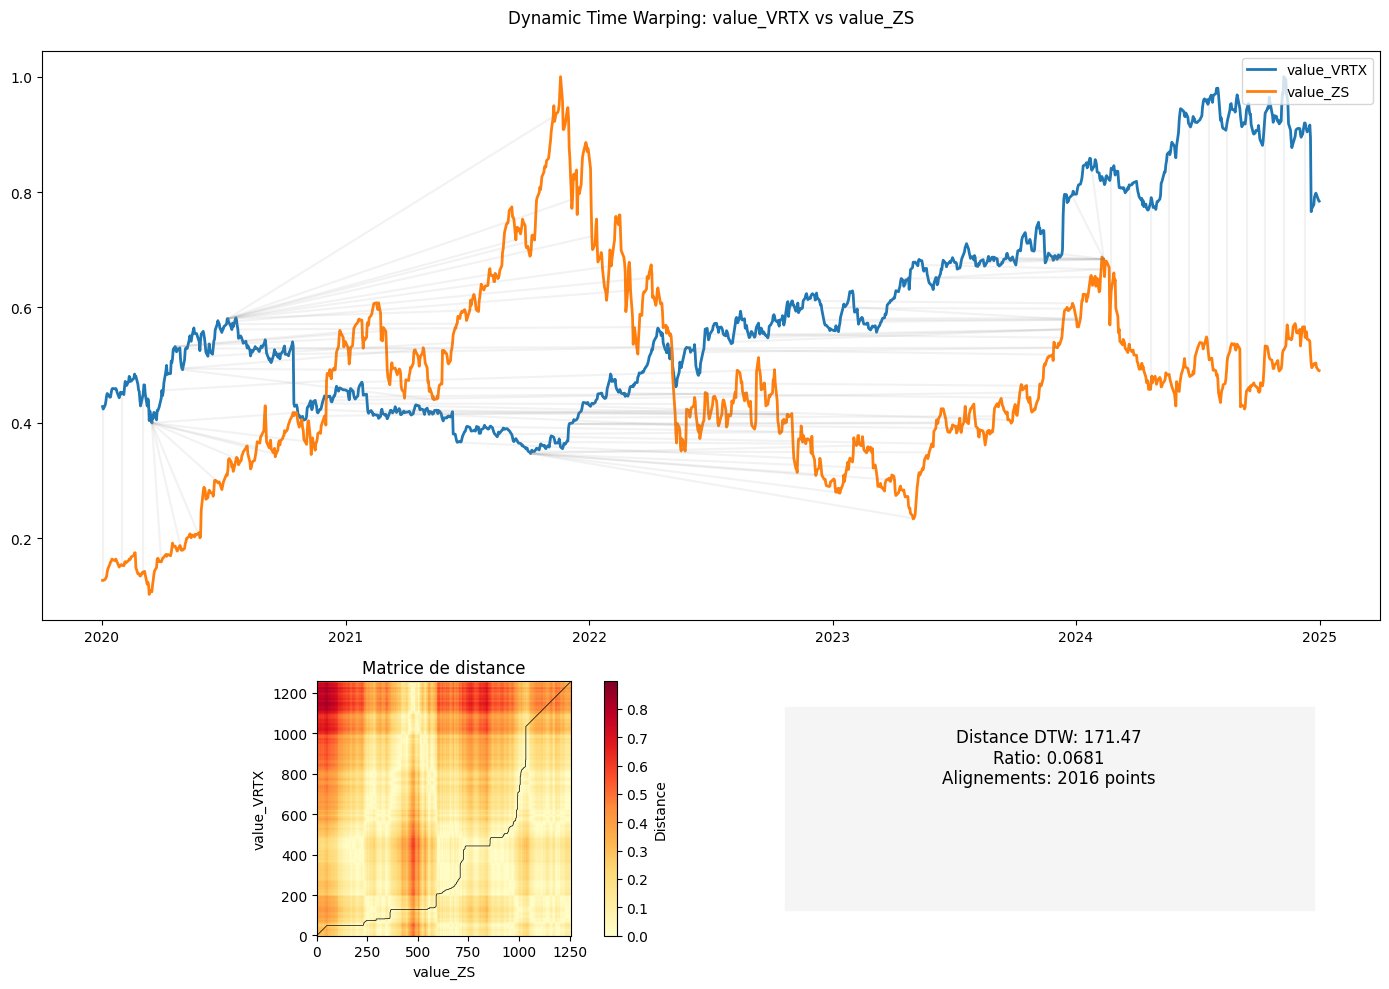 Dynamic Time Warping: value_VRTX vs value_ZS
value_VRTX
value_ZS
1.0
0.8
0.6
0.4
0.2
2020 2021 2022 2023 2024 2025
Matrice de distance
value_VRTX
1200
1000
800
600
400
200
0
0 250 500 750 1000 1250
value_ZS
0.8
0.7
0.6
0.5
0.4
0.3
0.2
0.1
0.0
Distance
Distance DTW: 171.47
Ratio: 0.0681
Alignements: 2016 points